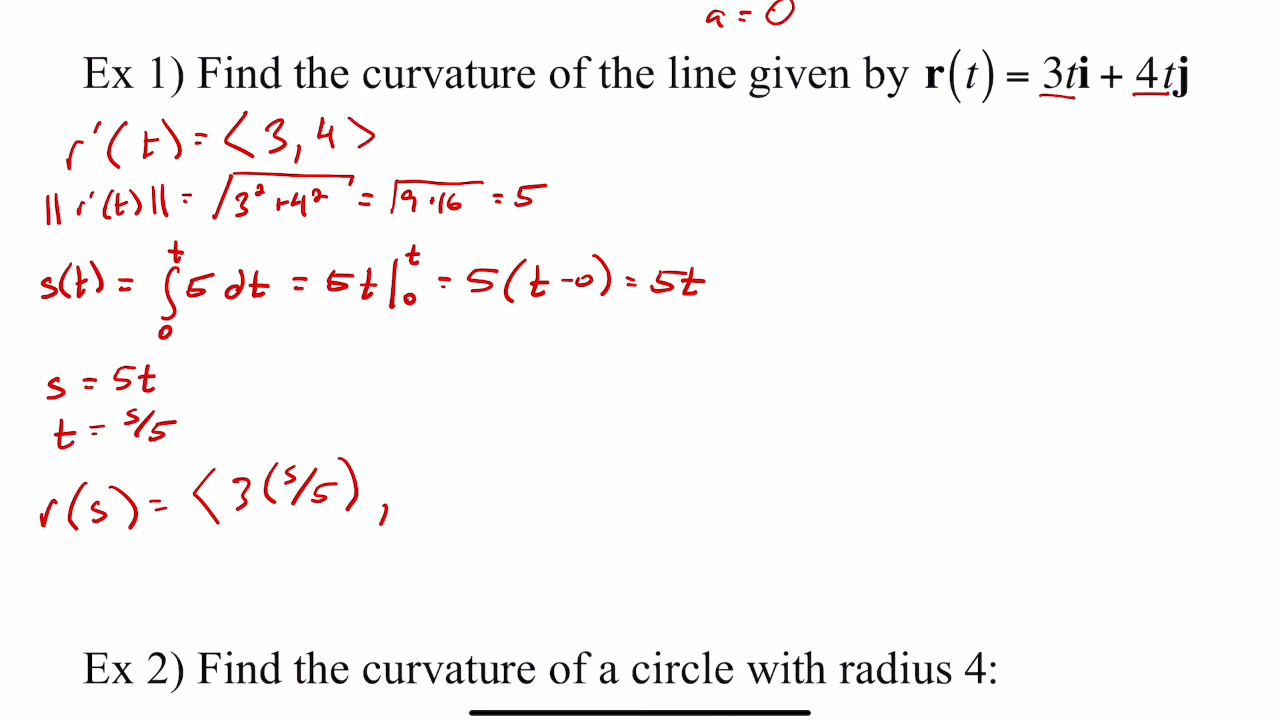 a = 0
Ex 1) Find the curvature of the line given by r(t) = 3ti + 4tj
r'(t) = < 3, 4 >
|| r'(t) || = √3² + 4² = √9 · 16 = 5
s(t) = ∫₀ᵗ 5 dt = 5t |₀ᵗ = 5(t - 0) = 5t
s = 5t
t = s/5
r(s) = < 3(s/5) ,
Ex 2) Find the curvature of a circle with radius 4: